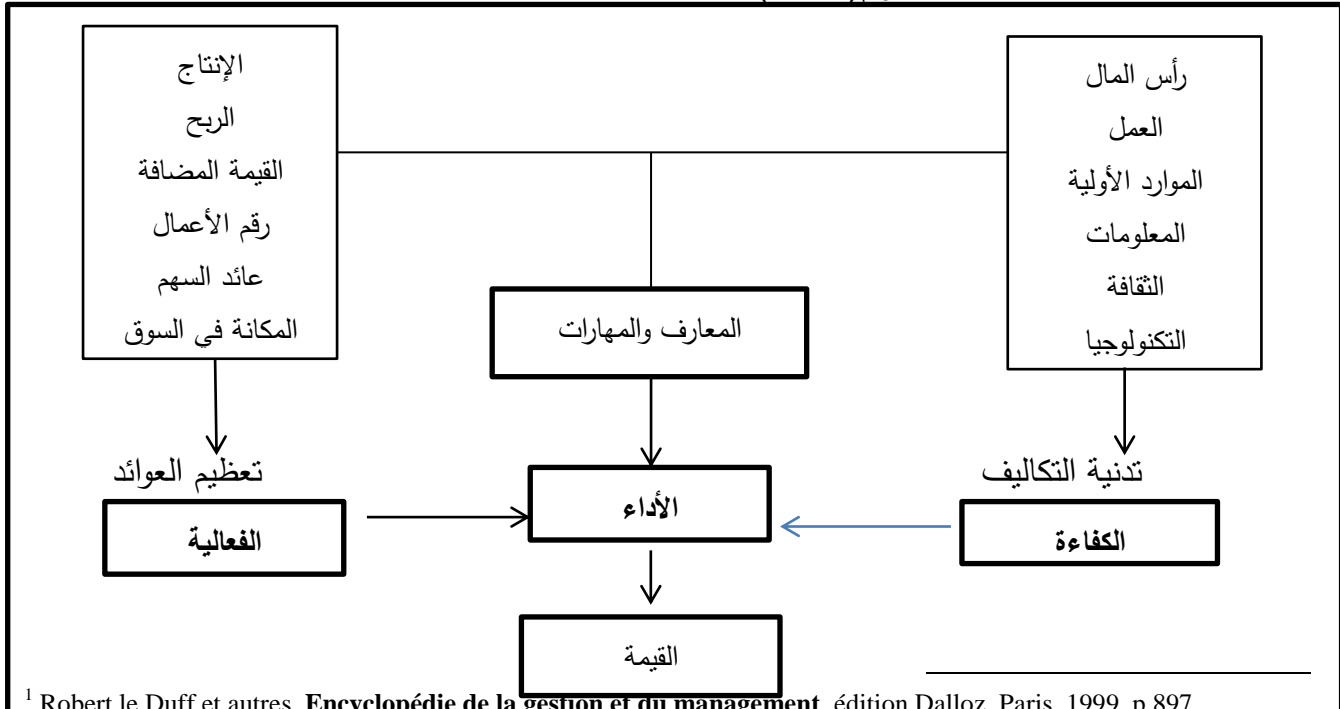 رأس المال
العمل
الموارد الأولية
المعلومات
الثقافة
التكنولوجيا
الإنتاج
الربح
القيمة المضافة
رقم الأعمال
عائد السهم
المكانة في السوق
المعارف والمهارات
تدنية التكاليف
تعظيم العوائد
الكفاءة
الأداء
الفعالية
القيمة
1 Robert le Duff et autres, Encyclopédie de la gestion et du management, édition Dalloz, Paris, 1999, p 897